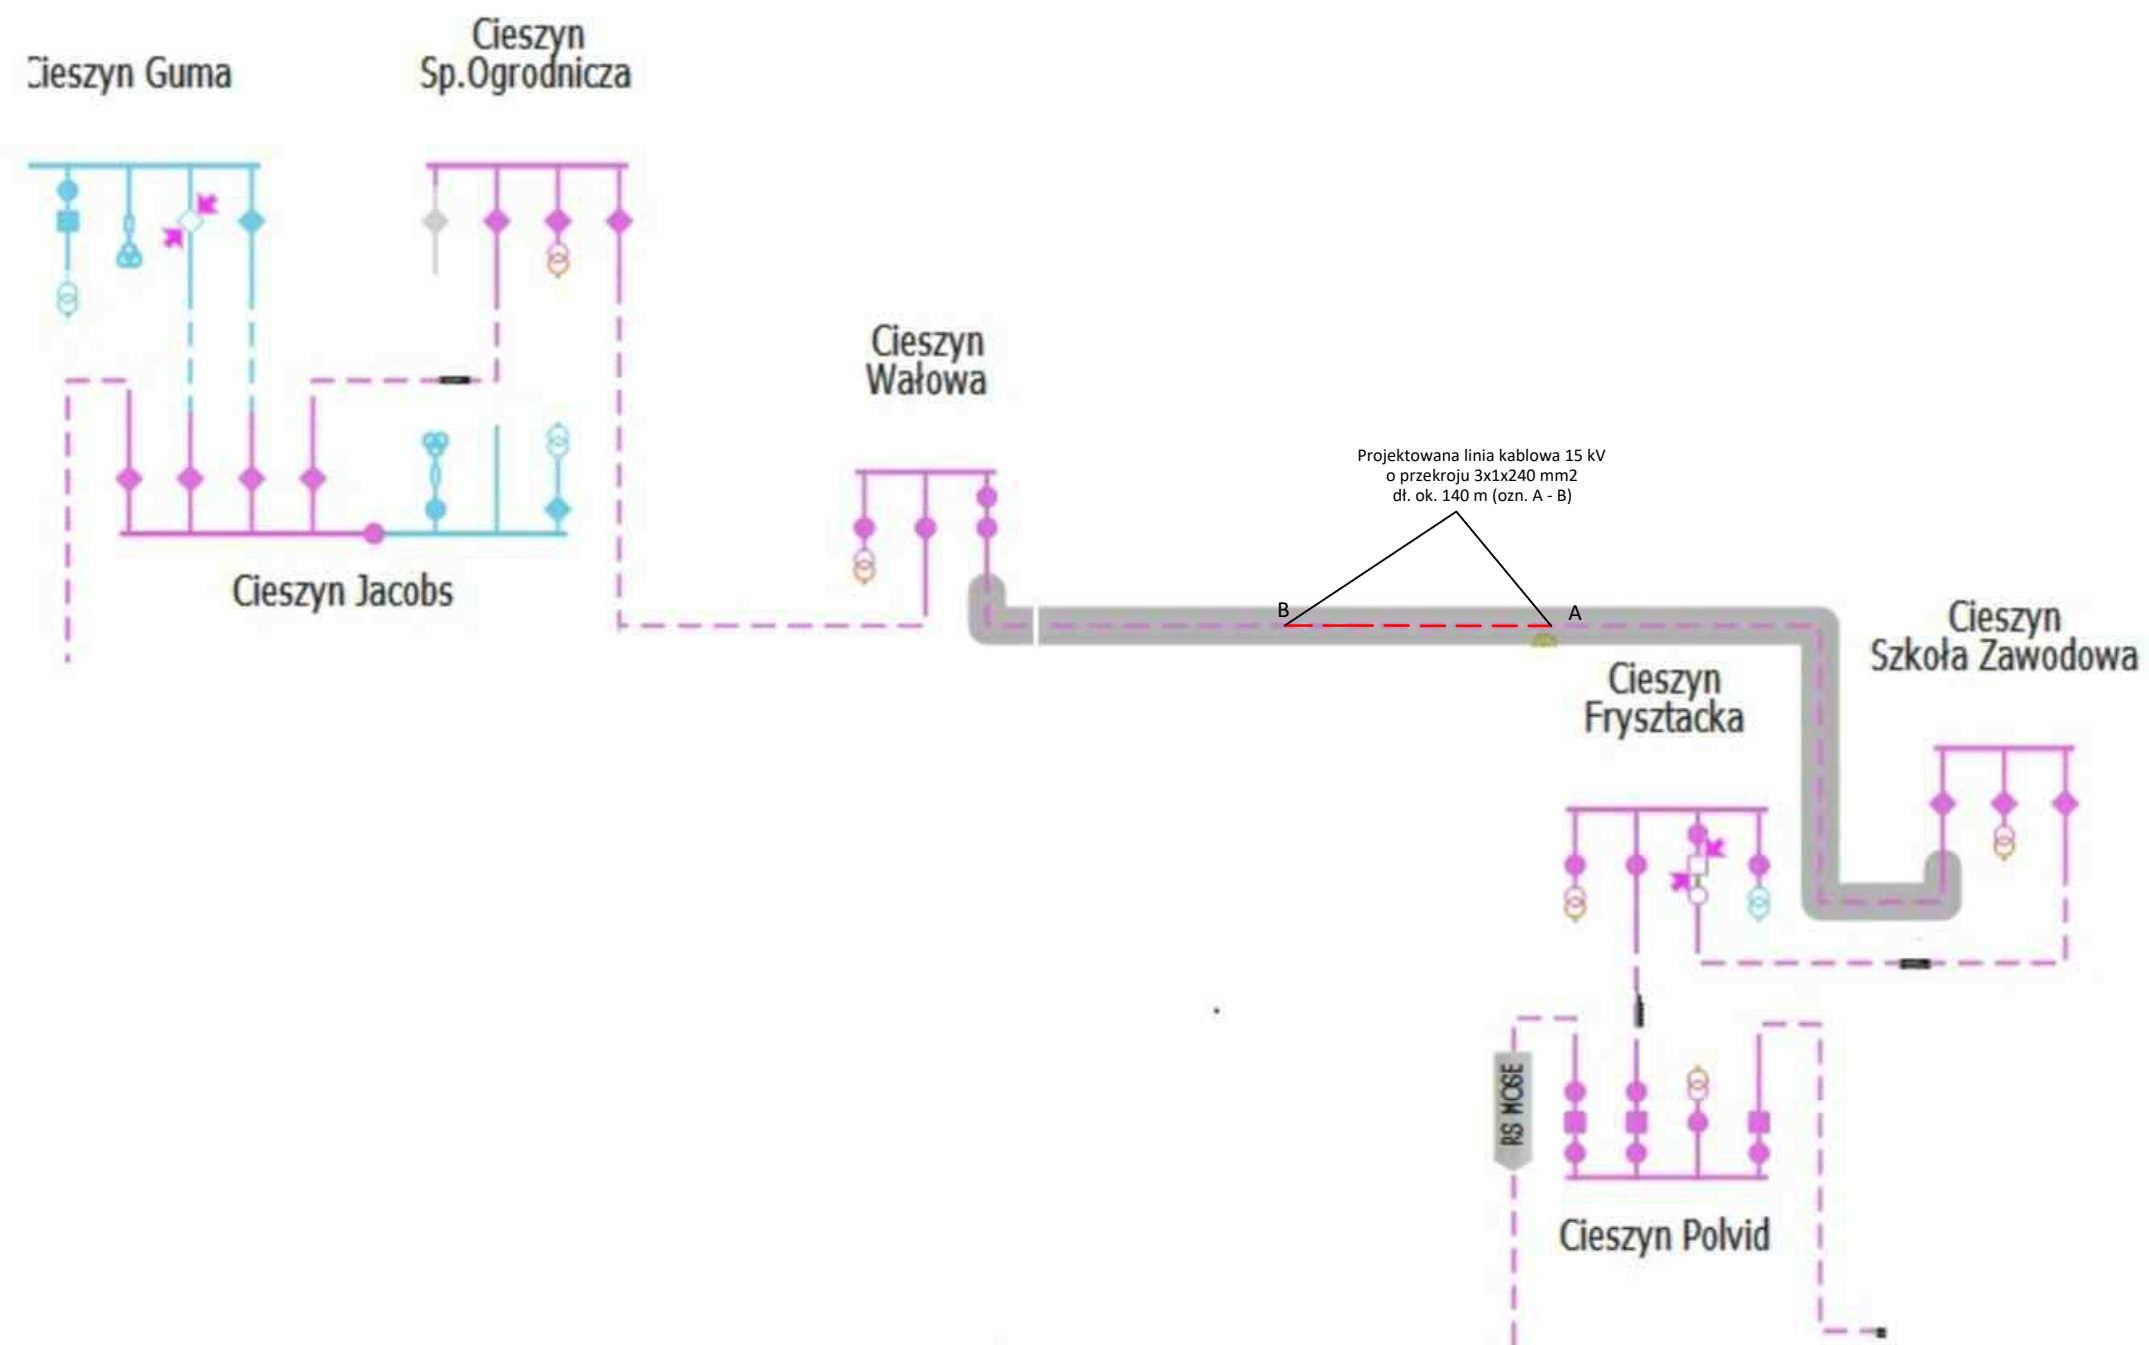 Cieszyn
Sp.Ogrodnicza
Cieszyn Guma
Cieszyn
Wałowa
Projektowana linia kablowa 15 kV
o przekroju 3x1x240 mm2
dł. ok. 140 m (ozn. A - B)
Cieszyn Jacobs
B
A
Cieszyn
Szkoła Zawodowa
Cieszyn
Frysztacka
RS MOSE
Cieszyn Polvid